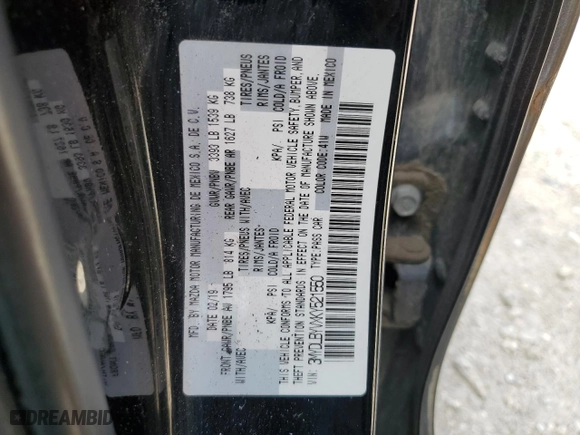 MFD. BY MAZDA MOTOR MANUFACTURING DE MEXICO S.A. DE C.V.
DATE 02/19 GVWR/PNBV 3393 LB 1539 KG
FRONT GAWR/PNBE AV 1795 LB 814 KG REAR GAWR/PNBE AR 1627 LB 738 KG
WITH/AVEC TIRES/PNEUS WITH/AVEC TIRES/PNEUS
RIMS/JANTES RIMS/JANTES
KPA/ PSI COLD/A FROID KPA/ PSI COLD/A FROID
THIS VEHICLE CONFORMS TO ALL APPLICABLE FEDERAL MOTOR VEHICLE SAFETY, BUMPER, AND
THEFT PREVENTION STANDARDS IN EFFECT ON THE DATE OF MANUFACTURE SHOWN ABOVE.
VIN: TYPE:PASS CAR COLOR CODE:41W MADE IN MEXICO
DREAMBID